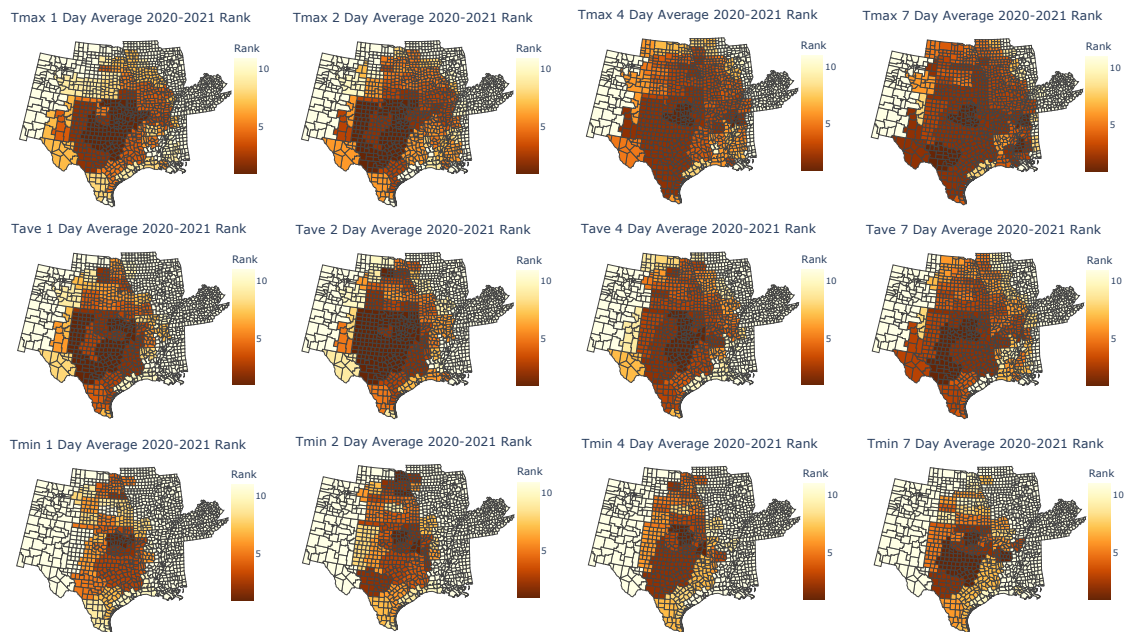 Tmax 1 Day Average 2020-2021 Rank
Rank
10
5
Tmax 2 Day Average 2020-2021 Rank
Rank
10
5
Tmax 4 Day Average 2020-2021 Rank
Rank
10
5
Tmax 7 Day Average 2020-2021 Rank
Rank
10
5
Tave 1 Day Average 2020-2021 Rank
Rank
10
5
Tave 2 Day Average 2020-2021 Rank
Rank
10
5
Tave 4 Day Average 2020-2021 Rank
Rank
10
5
Tave 7 Day Average 2020-2021 Rank
Rank
10
5
Tmin 1 Day Average 2020-2021 Rank
Rank
10
5
Tmin 2 Day Average 2020-2021 Rank
Rank
10
5
Tmin 4 Day Average 2020-2021 Rank
Rank
10
5
Tmin 7 Day Average 2020-2021 Rank
Rank
10
5